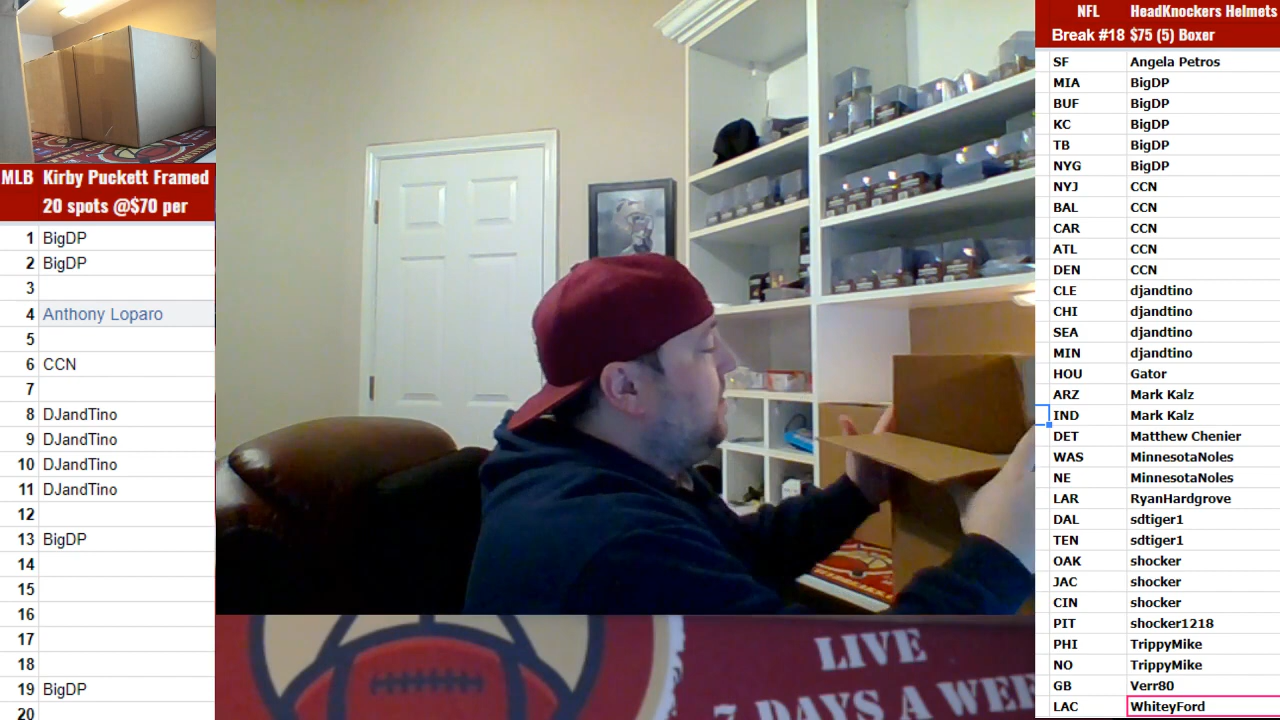 MLB Kirby Puckett Framed
20 spots @$70 per
1 BigDP
2 BigDP
3
4 Anthony Loparo
5
6 CCN
7
8 DJandTino
9 DJandTino
10 DJandTino
11 DJandTino
12
13 BigDP
14
15
16
17
18
19 BigDP
20
LIVE
7 DAYS A WEE
NFL HeadKnockers Helmets
Break #18 $75 (5) Boxer
SF Angela Petros
MIA BigDP
BUF BigDP
KC BigDP
TB BigDP
NYG BigDP
NYJ CCN
BAL CCN
CAR CCN
ATL CCN
DEN CCN
CLE djandtino
CHI djandtino
SEA djandtino
MIN djandtino
HOU Gator
ARZ Mark Kalz
IND Mark Kalz
DET Matthew Chenier
WAS MinnesotaNoles
NE MinnesotaNoles
LAR RyanHardgrove
DAL sdtiger1
TEN sdtiger1
OAK shocker
JAC shocker
CIN shocker
PIT shocker1218
PHI TrippyMike
NO TrippyMike
GB Verr80
LAC WhiteyFord